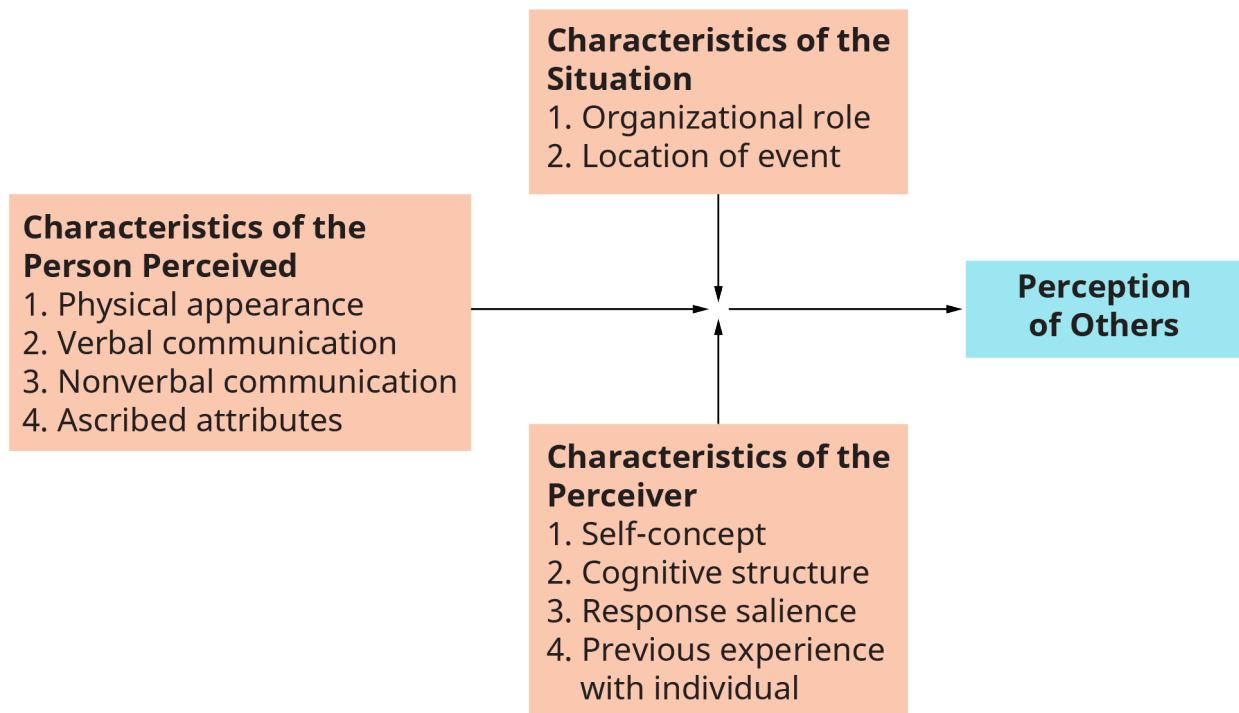 Characteristics of the
Situation
1. Organizational role
2. Location of event
Characteristics of the
Person Perceived
1. Physical appearance
2. Verbal communication
3. Nonverbal communication
4. Ascribed attributes
Perception
of Others
Characteristics of the
Perceiver
1. Self-concept
2. Cognitive structure
3. Response salience
4. Previous experience
with individual